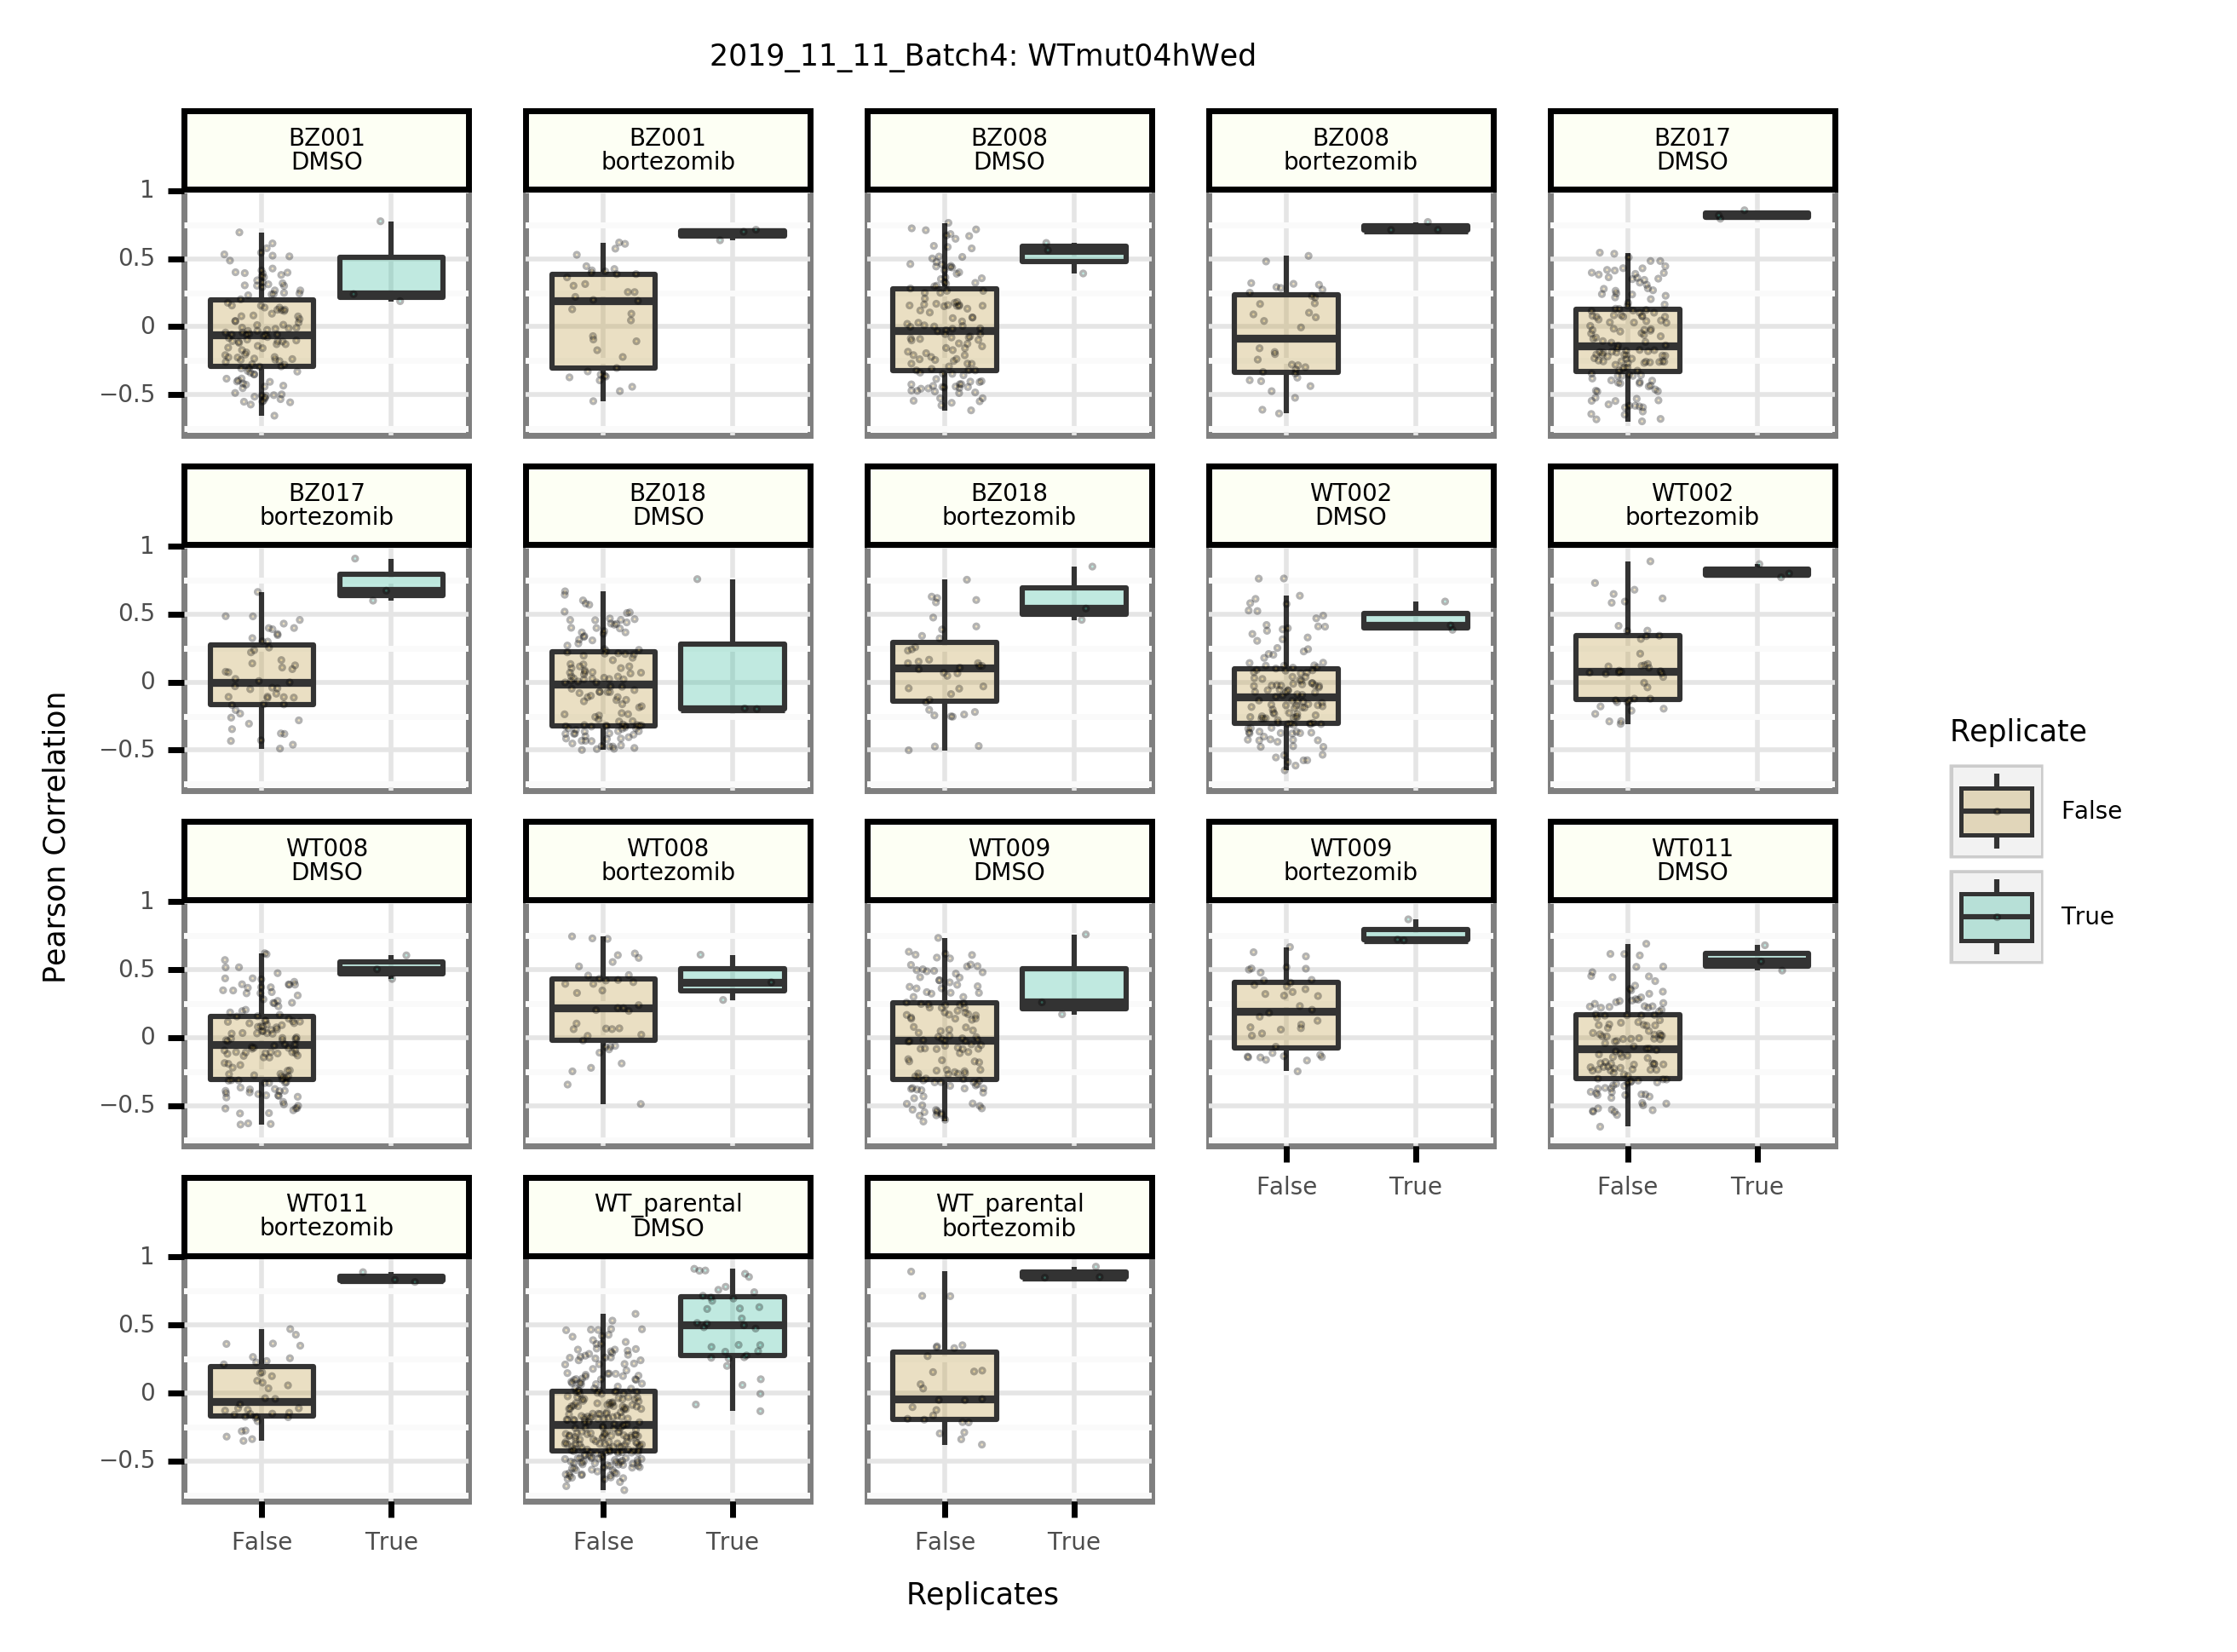 2019_11_11_Batch4: WTmut04hWed
BZ001
DMSO
BZ001
bortezomib
BZ008
DMSO
BZ008
bortezomib
BZ017
DMSO
1
0.5
0
−0.5
BZ017
bortezomib
BZ018
DMSO
BZ018
bortezomib
WT002
DMSO
WT002
bortezomib
1
0.5
0
−0.5
Pearson Correlation
Replicate
False
True
WT008
DMSO
WT008
bortezomib
WT009
DMSO
WT009
bortezomib
WT011
DMSO
1
0.5
0
−0.5
False
True
False
True
WT011
bortezomib
WT_parental
DMSO
WT_parental
bortezomib
1
0.5
0
−0.5
False
True
False
True
False
True
Replicates